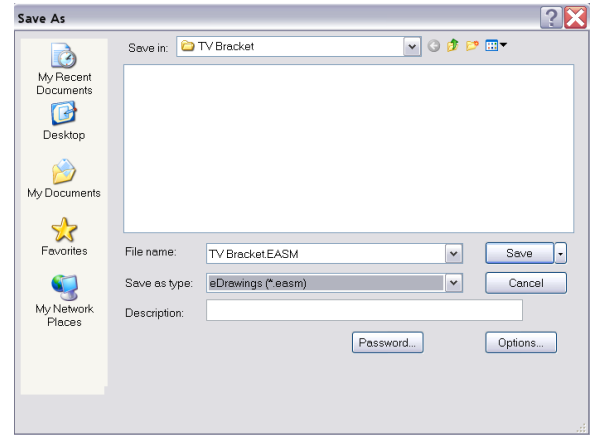 Save As
Save in:
TV Bracket
My Recent
Documents
Desktop
My Documents
Favorites
My Network
Places
File name:
TV Bracket.EASM
Save
Save as type:
eDrawings (*.easm)
Cancel
Description:
Password...
Options...